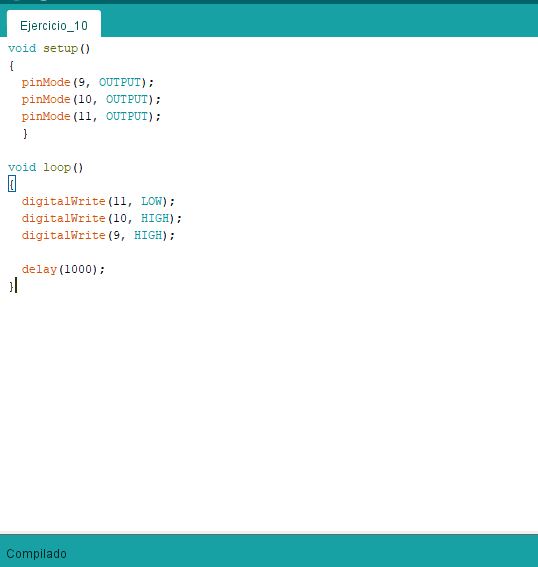 Ejercicio_10
void setup()
{
  pinMode(9, OUTPUT);
  pinMode(10, OUTPUT);
  pinMode(11, OUTPUT);
  }

void loop()
{
  digitalWrite(11, LOW);
  digitalWrite(10, HIGH);
  digitalWrite(9, HIGH);

  delay(1000);
}
Compilado